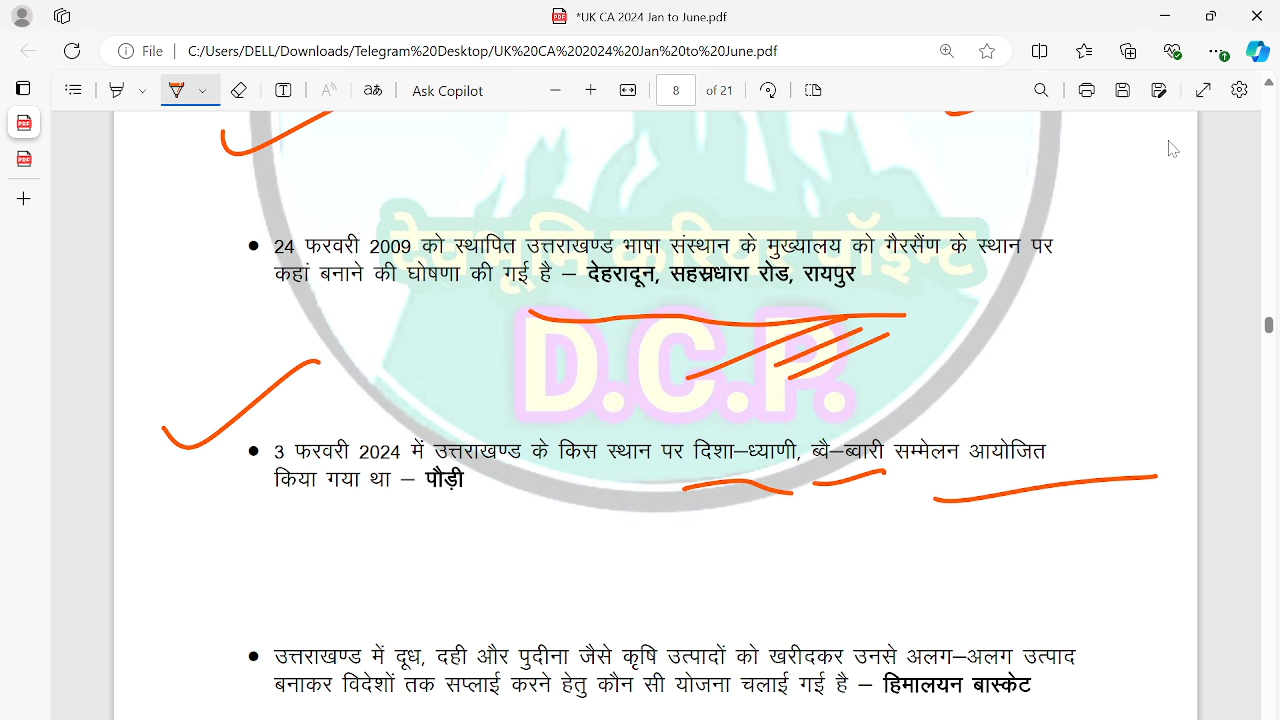 *UK CA 2024 Jan to June.pdf
File
C:/Users/DELL/Downloads/Telegram%20Desktop/UK%20CA%202024%20Jan%20to%20June.pdf
Ask Copilot
8 of 21
देव भूमि करियर पॉइन्ट
D.C.P.
24 फरवरी 2009 को स्थापित उत्तराखण्ड भाषा संस्थान के मुख्यालय को गैरसैंण के स्थान पर
कहां बनाने की घोषणा की गई है – देहरादून, सहस्रधारा रोड, रायपुर
3 फरवरी 2024 में उत्तराखण्ड के किस स्थान पर दिशा–ध्याणी, ब्वै–ब्वारी सम्मेलन आयोजित
किया गया था – पौड़ी
उत्तराखण्ड में दूध, दही और पुदीना जैसे कृषि उत्पादों को खरीदकर उनसे अलग–अलग उत्पाद
बनाकर विदेशों तक सप्लाई करने हेतु कौन सी योजना चलाई गई है – हिमालयन बास्केट